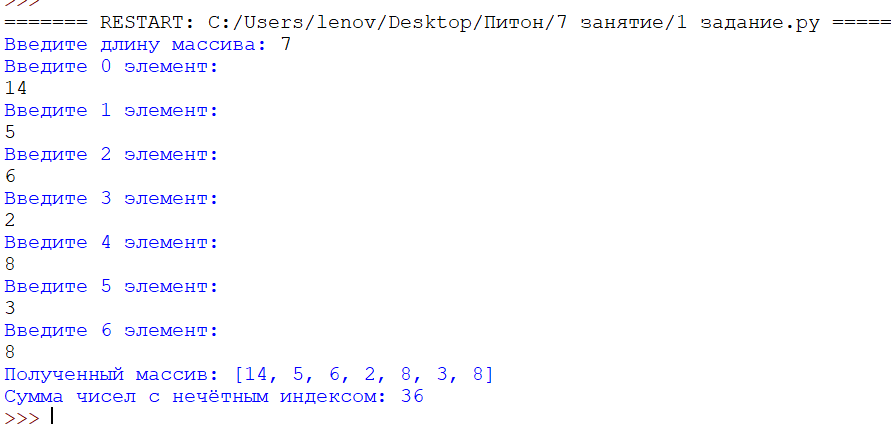 >>>
======= RESTART: C:/Users/lenov/Desktop/Питон/7 занятие/1 задание.py =====
Введите длину массива: 7
Введите 0 элемент:
14
Введите 1 элемент:
5
Введите 2 элемент:
6
Введите 3 элемент:
2
Введите 4 элемент:
8
Введите 5 элемент:
3
Введите 6 элемент:
8
Полученный массив: [14, 5, 6, 2, 8, 3, 8]
Сумма чисел с нечётным индексом: 36
>>>